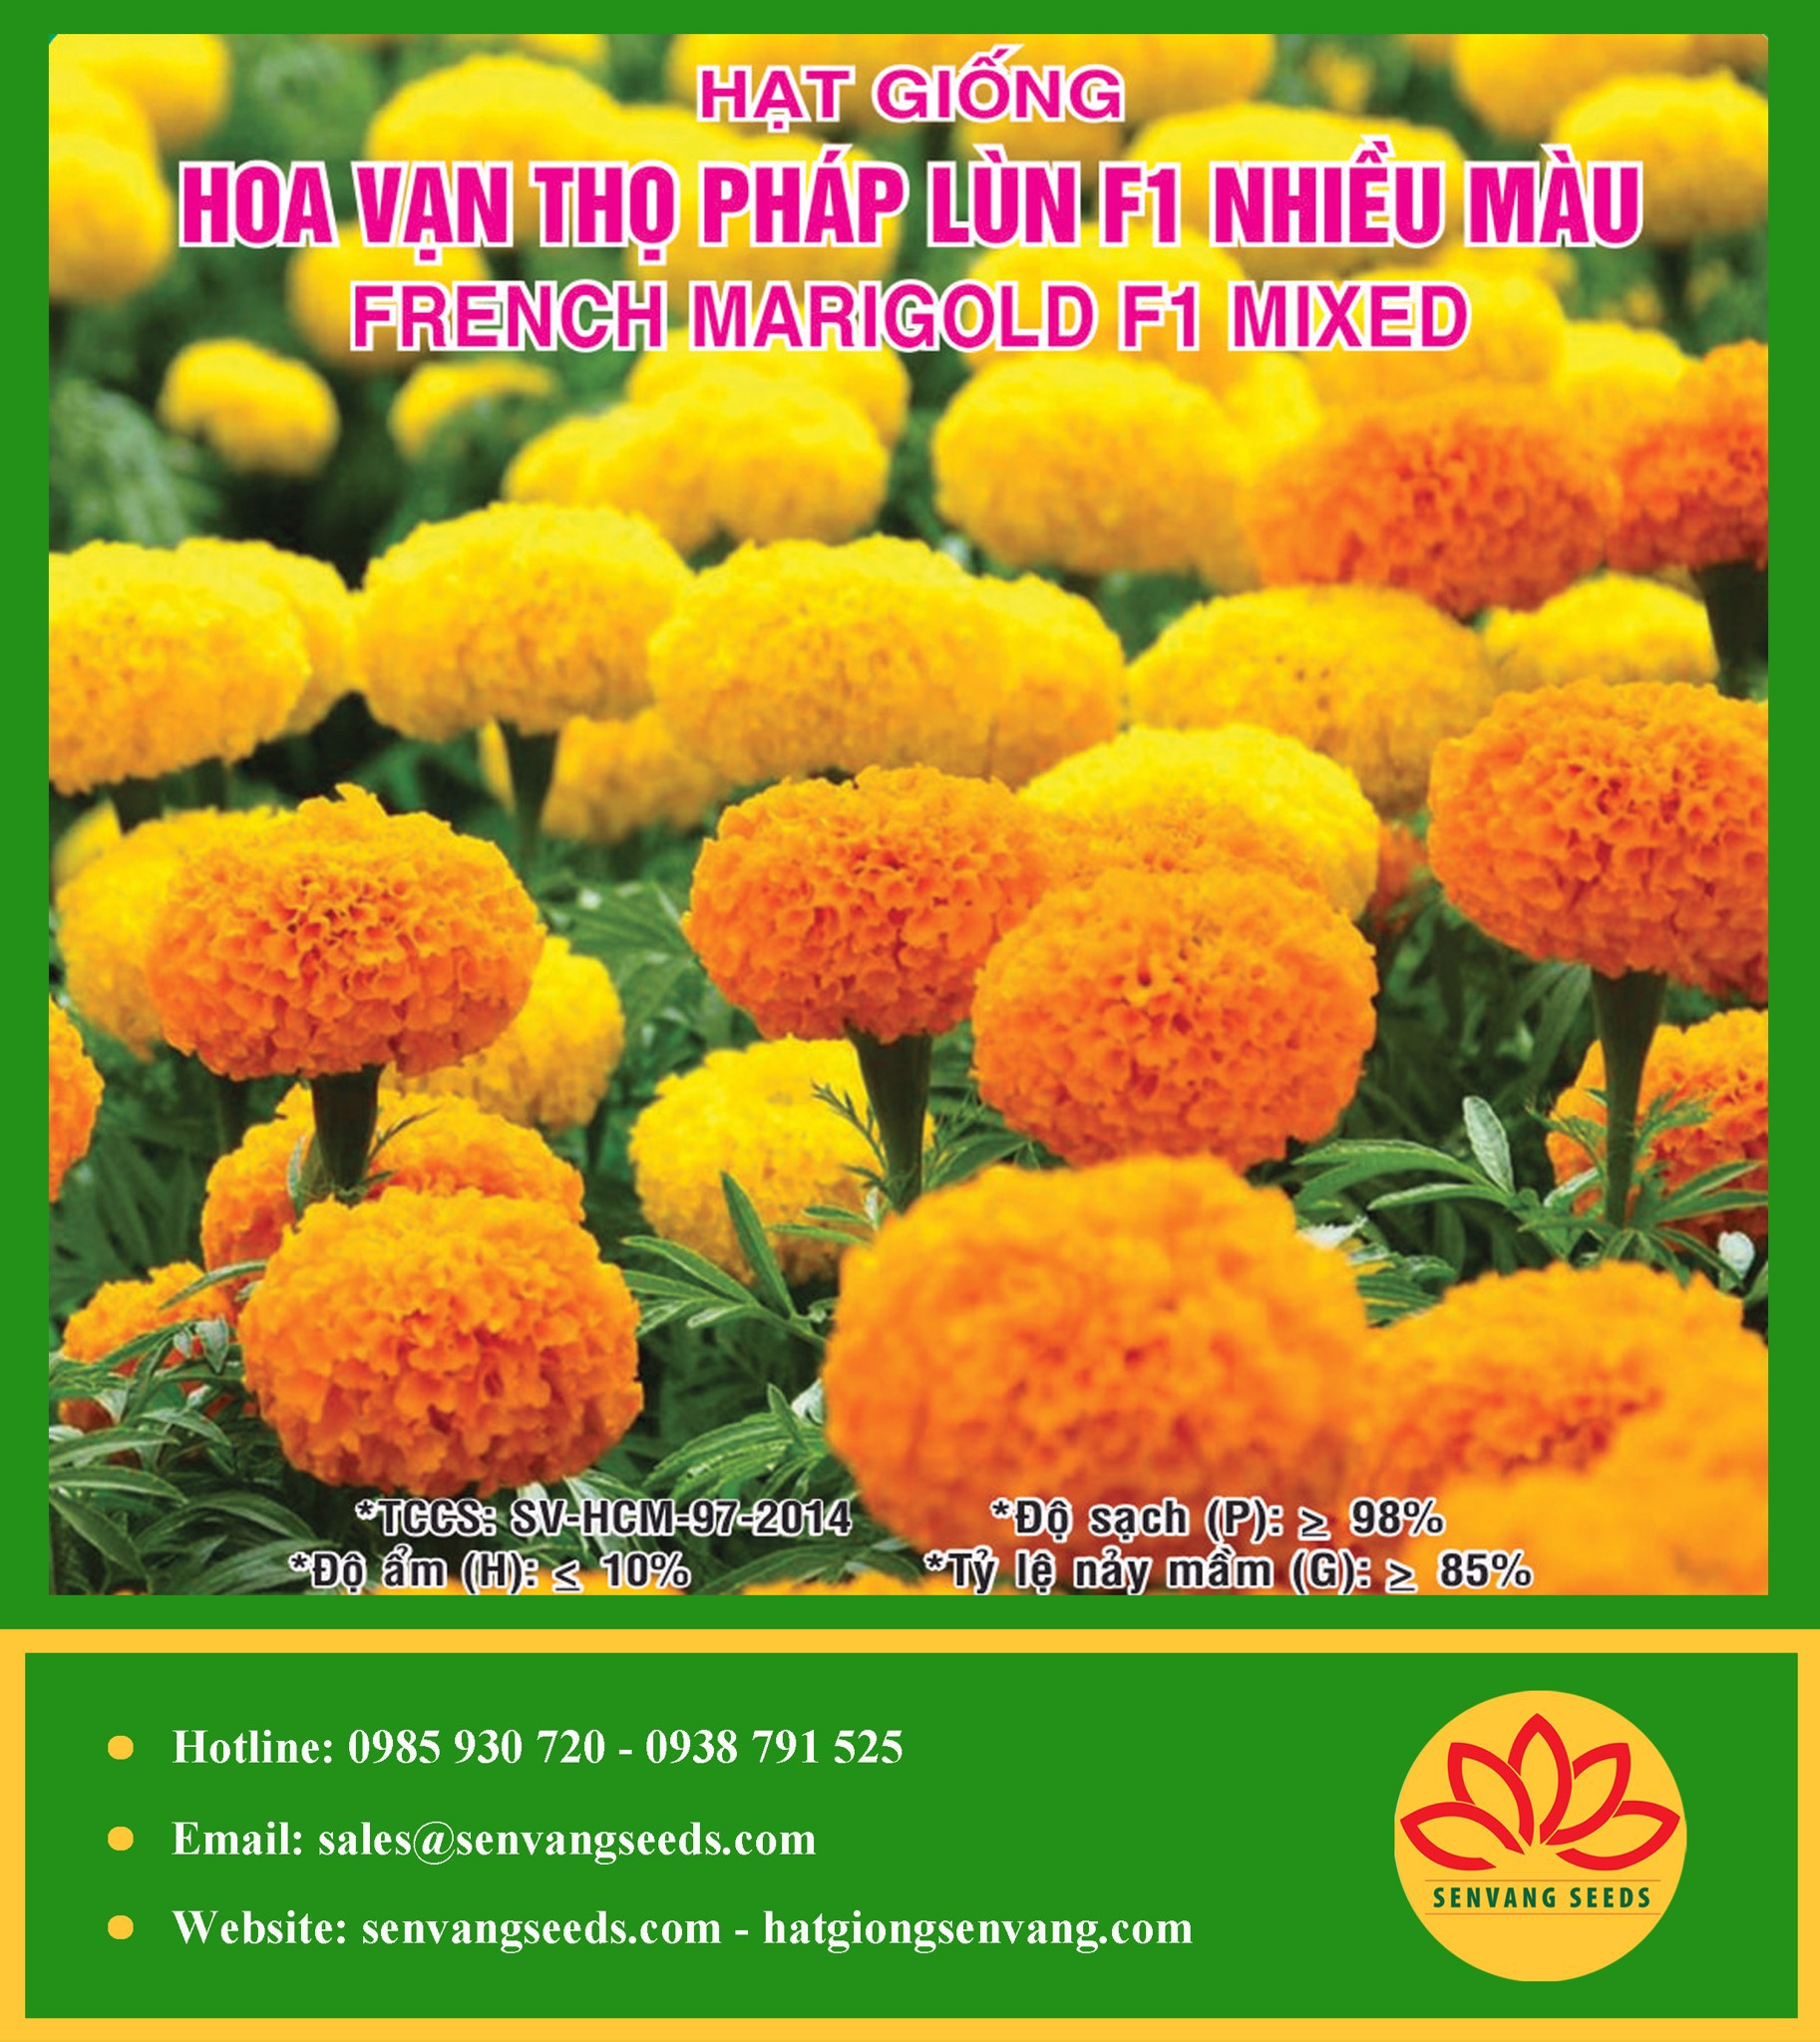 HẠT GIỐNG
HOA VẠN THỌ PHÁP LÙN F1 NHIỀU MÀU
FRENCH MARIGOLD F1 MIXED
*TCCS: SV-HCM-97-2014 *Độ sạch (P): ≥ 98%
*Độ ẩm (H): ≤ 10% *Tỷ lệ nảy mầm (G): ≥ 85%
Hotline: 0985 930 720 - 0938 791 525
Email: sales@senvangseeds.com
Website: senvangseeds.com - hatgiongsenvang.com
SENVANG SEEDS